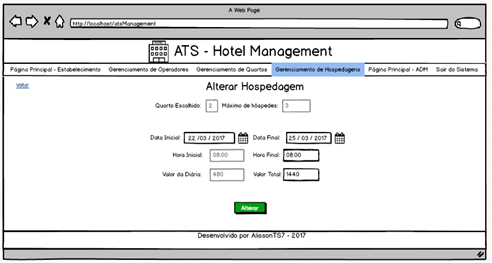 A Web Page
http://localhost/atsManagement
ATS - Hotel Management
Página Principal - Estabelecimento Gerenciamento de Operadores Gerenciamento de Quartos Gerenciamento de Hospedagens Página Principal - ADM Sair do Sistema
Voltar
Alterar Hospedagem
Quarto Escolhido: 2 Máximo de hóspedes: 3
Data Inicial: 22 /03 / 2017 Data Final: 25 / 03 / 2017
Hora Inicial: 08:00 Hora Final: 08:00
Valor da Diária: 480 Valor Total: 1440
Alterar
Desenvolvido por AlissonTS7 - 2017